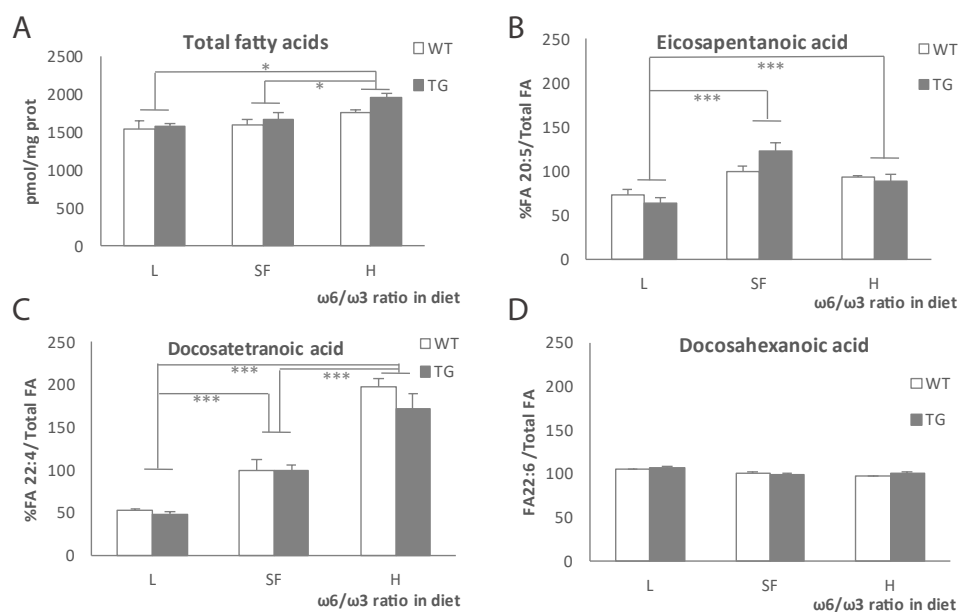 A
Total fatty acids
WT
TG
*
*
pmol/mg prot
2500
2000
1500
1000
500
0
L SF H
ω6/ω3 ratio in diet
B
Eicosapentanoic acid
WT
TG
***
***
%FA 20:5/Total FA
250
200
150
100
50
0
L SF H
ω6/ω3 ratio in diet
C
Docosatetranoic acid
WT
TG
*** ***
***
%FA 22:4/Total FA
250
200
150
100
50
0
L SF H
ω6/ω3 ratio in diet
D
Docosahexanoic acid
WT
TG
FA22:6 /Total FA
250
200
150
100
50
0
L SF H
ω6/ω3 ratio in diet